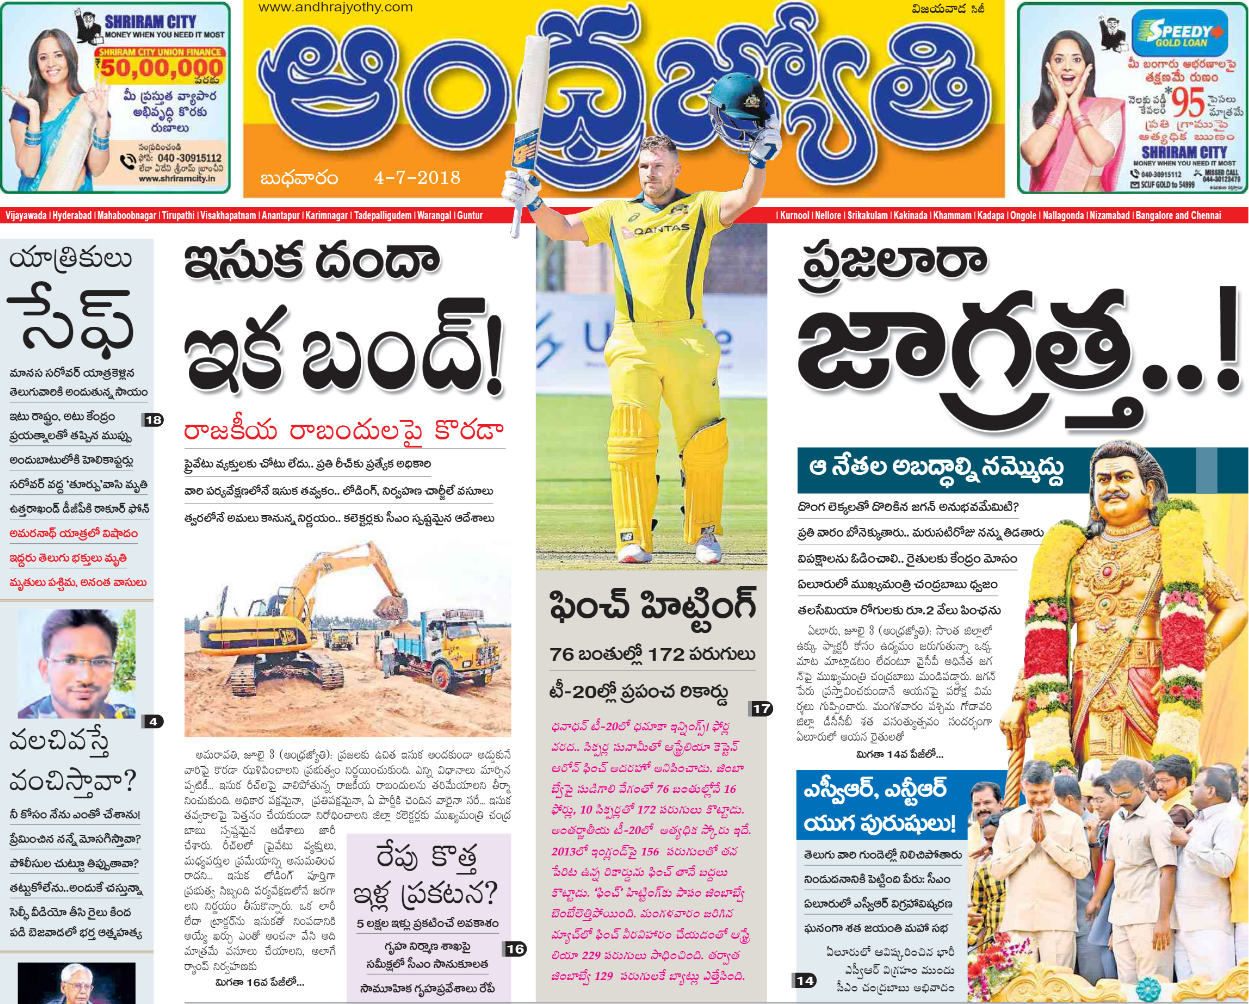 SHRIRAM CITY
MONEY WHEN YOU NEED IT MOST
SHRIRAM CITY UNION FINANCE
₹50,00,000
వరకు
మీ ప్రస్తుత వ్యాపార
అభివృద్ధి కొరకు
రుణాలు
సంప్రదించండి
ఫోన్: 040 -30915112
లేదా ఏదేని శ్రీరామ్ బ్రాంచీని
www.shriramcity.in
www.andhrajyothy.com
విజయవాడ సిటీ
ఆంధ్రజ్యోతి
బుధవారం 4-7-2018
SPEEDY
GOLD LOAN
మీ బంగారు ఆభరణాలపై
తక్షణమే రుణం
నెలకు వడ్డీ కేవలం *95 పైసలు మాత్రమే
ప్రతి గ్రాముపై
అత్యధిక ఋణం
SHRIRAM CITY
MONEY WHEN YOU NEED IT MOST
040-30915112
MISSED CALL
044-30128479
SCUF GOLD to 54999
Vijayawada I Hyderabad I Mahaboobnagar I Tirupathi I Visakhapatnam I Anantapur I Karimnagar I Tadepalligudem I Warangal I Guntur
I Kurnool I Nellore I Srikakulam I Kakinada I Khammam I Kadapa I Ongole I Nallagonda I Nizamabad I Bangalore and Chennai
యాత్రికులు
సేఫ్
మానస సరోవర్ యాత్రకెళ్లిన
తెలుగువారికి అందుతున్న సాయం
ఇటు రాష్ట్రం, అటు కేంద్రం
ప్రయత్నాలతో తప్పిన ముప్పు
18
అందుబాటులోకి హెలికాప్టర్లు
సరోవర్ వద్ద 'తూర్పు'వాసి మృతి
ఉత్తరాఖండ్ డీజీపీకి ఠాకూర్ ఫోన్
అమరనాథ్ యాత్రలో విషాదం
ఇద్దరు తెలుగు భక్తులు మృతి
మృతులు పశ్చిమ, అనంత వాసులు
4
వలచివస్తే
వంచిస్తావా?
నీ కోసం నేను ఎంతో చేశాను!
ప్రేమించిన నన్నే మోసగిస్తావా?
పోలీసుల చుట్టూ తిప్పుతావా?
తట్టుకోలేను..అందుకే చస్తున్నా
సెల్ఫీ వీడియో తీసి రైలు కింద
పడి బెజవాడలో భర్త ఆత్మహత్య
ఇసుక దందా
ఇక బంద్!
రాజకీయ రాబందులపై కొరడా
ప్రైవేటు వ్యక్తులకు చోటు లేదు.. ప్రతి రీచ్‌కు ప్రత్యేక అధికారి
వారి పర్యవేక్షణలోనే ఇసుక తవ్వకం.. లోడింగ్, నిర్వహణ చార్జీలే వసూలు
త్వరలోనే అమలు కానున్న నిర్ణయం.. కలెక్టర్లకు సీఎం స్పష్టమైన ఆదేశాలు
JCB
అమరావతి, జూలై 3 (ఆంధ్రజ్యోతి): ప్రజలకు ఉచిత ఇసుక అందకుండా అడ్డుకునే
వారిపై కొరడా ఝుళిపించాలని ప్రభుత్వం నిర్ణయించుకుంది. ఎన్ని విధానాలు మార్చిన
ప్పటికీ... ఇసుక రీచ్‌లపై వాలిపోతున్న రాజకీయ రాబందులను తరిమేయాలని తీర్మా
నించుకుంది. అధికార పక్షమైనా, ప్రతిపక్షమైనా, ఏ పార్టీకి చెందిన వారైనా సరే... ఇసుక
తవ్వకాలపై పెత్తనం చేయకుండా నిరోధించాలని జిల్లా కలెక్టర్లకు ముఖ్యమంత్రి చంద్ర
బాబు స్పష్టమైన ఆదేశాలు జారీ
చేశారు. రీచ్‌లలో ప్రైవేటు వ్యక్తులు,
మధ్యవర్తుల ప్రమేయాన్ని అనుమతించ
రాదని... ఇసుక లోడింగ్ పూర్తిగా
ప్రభుత్వ సిబ్బంది పర్యవేక్షణలోనే జరగా
లని నిర్ణయం తీసుకొన్నారు. ఒక లారీ
లేదా ట్రాక్టర్‌ను ఇసుకతో నింపడానికి
అయ్యే ఖర్చు ఎంతో అంచనా వేసి అది
మాత్రమే వసూలు చేయాలని, అలాగే
ర్యాంప్ నిర్వహణకు
మిగతా 16వ పేజీలో...
రేపు కొత్త
ఇళ్ల ప్రకటన?
5 లక్షల ఇళ్లు ప్రకటించే అవకాశం
గృహ నిర్మాణ శాఖపై
సమీక్షలో సీఎం సానుకూలత
16
సామూహిక గృహప్రవేశాలు రేపే
QANTAS
ఫించ్ హిట్టింగ్
76 బంతుల్లో 172 పరుగులు
టీ-20ల్లో ప్రపంచ రికార్డు
17
ధనాధన్ టీ-20లో ధమాకా ఇన్నింగ్స్! ఫోర్ల
వరద.. సిక్సర్ల సునామీతో ఆస్ట్రేలియా కెప్టెన్
ఆరోన్ ఫించ్ అదరహో అనిపించాడు. జింబా
బ్వేపై సుడిగాలి వేగంతో 76 బంతుల్లోనే 16
ఫోర్లు, 10 సిక్సర్లతో 172 పరుగులు కొట్టాడు.
అంతర్జాతీయ టీ-20లో అత్యధిక స్కోరు ఇదే.
2013లో ఇంగ్లండ్‌పై 156 పరుగులతో తన
పేరిట ఉన్న రికార్డును ఫించ్ తానే బద్దలు
కొట్టాడు. 'ఫించ్' హిట్టింగ్‌కు పాపం జింబాబ్వే
బెంబేలెత్తిపోయింది. మంగళవారం జరిగిన
మ్యాచ్‌లో ఫించ్ వీరవిహారం చేయడంతో ఆస్ట్రే
లియా 229 పరుగులు సాధించింది. తర్వాత
జింబాబ్వే 129 పరుగులకే బ్యాట్లు ఎత్తేసింది.
ప్రజలారా
జాగ్రత్త..!
ఆ నేతల అబద్ధాల్ని నమ్మొద్దు
దొంగ లెక్కలతో దొరికిన జగన్ అనుభవమేమిటి?
ప్రతి వారం బోనెక్కుతారు.. మరుసటిరోజు నన్ను తిడతారు
విపక్షాలను ఓడించాలి.. రైతులకు కేంద్రం మోసం
ఏలూరులో ముఖ్యమంత్రి చంద్రబాబు ధ్వజం
తలసేమియా రోగులకు రూ.2 వేలు పింఛను
ఏలూరు, జూలై 3 (ఆంధ్రజ్యోతి): సొంత జిల్లాలో
ఉక్కు ఫ్యాక్టరీ కోసం ఉద్యమం జరుగుతున్నా ఒక్క
మాట మాట్లాడటం లేదంటూ వైసీపీ అధినేత జగ
న్‌పై ముఖ్యమంత్రి చంద్రబాబు మండిపడ్డారు. జగన్
పేరు ప్రస్తావించకుండానే ఆయనపై పరోక్ష విమ
ర్శలు గుప్పించారు. మంగళవారం పశ్చిమ గోదావరి
జిల్లా డీసీసీబీ శత వసంతోత్సవం సందర్భంగా
ఏలూరులో ఆయన రైతులతో
మిగతా 14వ పేజీలో...
ఎస్వీఆర్, ఎన్టీఆర్
యుగ పురుషులు!
తెలుగు వారి గుండెల్లో నిలిచిపోతారు
నిండుదనానికి పెట్టింది పేరు: సీఎం
ఏలూరులో ఎస్వీఆర్ విగ్రహావిష్కరణ
ఘనంగా శత జయంతి మహా సభ
14
ఏలూరులో ఆవిష్కరించిన భారీ
ఎస్వీఆర్ విగ్రహం ముందు
సీఎం చంద్రబాబు అభివాదం